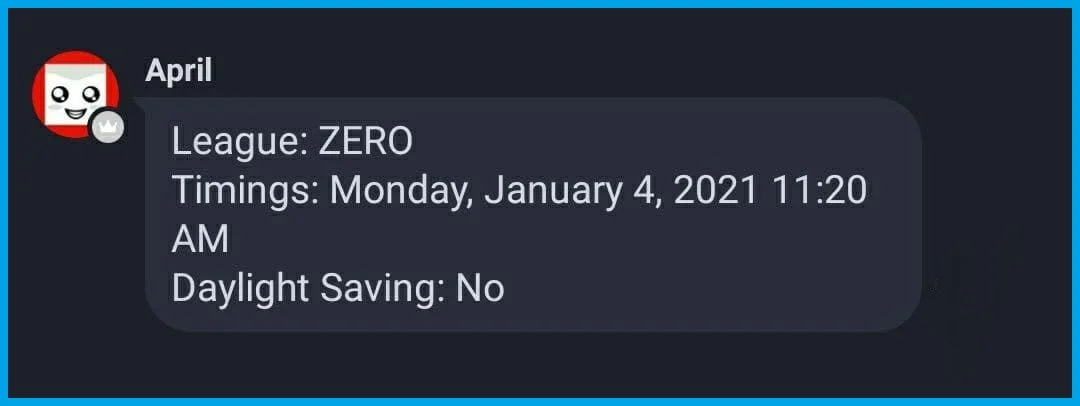 April
League: ZERO
Timings: Monday, January 4, 2021 11:20
AM
Daylight Saving: No